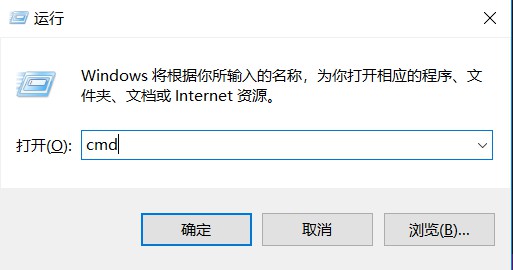 运行
Windows 将根据你所输入的名称，为你打开相应的程序、文
件夹、文档或 Internet 资源。
打开(O): cmd
确定 取消 浏览(B)...